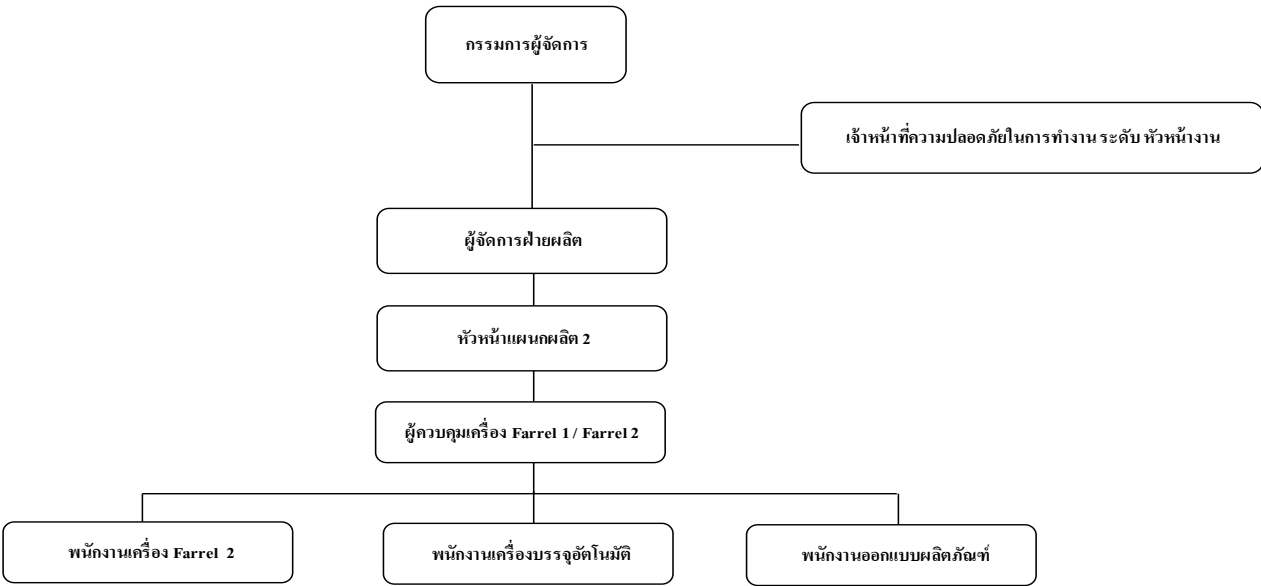 กรรมการผู้จัดการ
เจ้าหน้าที่ความปลอดภัยในการทำงาน ระดับ หัวหน้างาน
ผู้จัดการฝ่ายผลิต
หัวหน้าแผนกผลิต 2
ผู้ควบคุมเครื่อง Farrel 1 / Farrel 2
พนักงานเครื่อง Farrel 2
พนักงานเครื่องบรรจุอัตโนมัติ
พนักงานออกแบบผลิตภัณฑ์